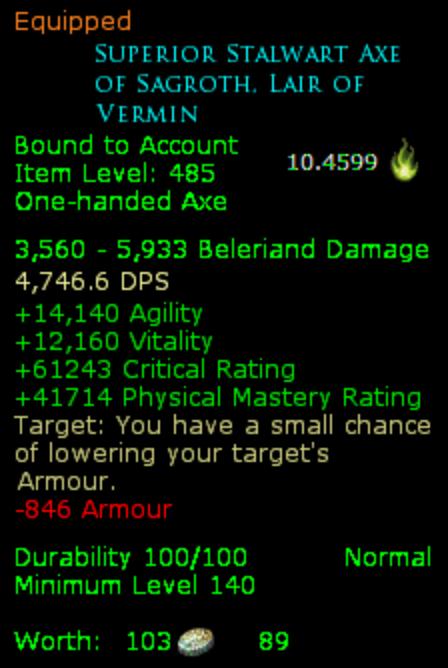 Equipped
Superior Stalwart Axe
of Sagroth, Lair of
Vermin
Bound to Account
10.4599
Item Level: 485
One-handed Axe
3,560 - 5,933 Beleriand Damage
4,746.6 DPS
+14,140 Agility
+12,160 Vitality
+61243 Critical Rating
+41714 Physical Mastery Rating
Target: You have a small chance
of lowering your target's
Armour.
-846 Armour
Durability 100/100 Normal
Minimum Level 140
Worth: 103 89